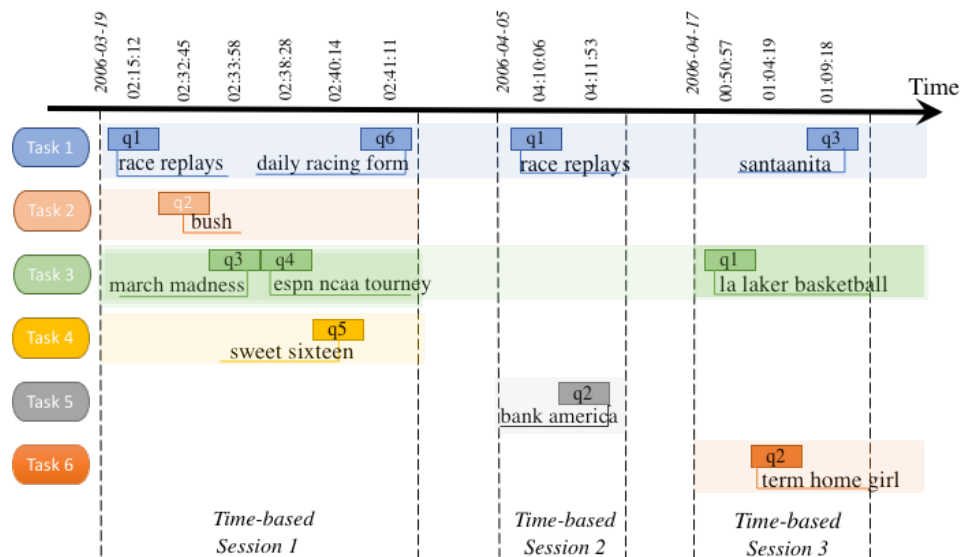 2006-03-19
02:15:12
02:32:45
02:33:58
02:38:28
02:40:14
02:41:11
2006-04-05
04:10:06
04:11:53
2006-04-17
00:50:57
01:04:19
01:09:18
Time
Task 1
q1
q6
q1
q3
race replays
daily racing form
race replays
santaanita
Task 2
q2
bush
Task 3
q3
q4
q1
march madness
espn ncaa tourney
la laker basketball
Task 4
q5
sweet sixteen
Task 5
q2
bank america
Task 6
q2
term home girl
Time-based
Session 1
Time-based
Session 2
Time-based
Session 3